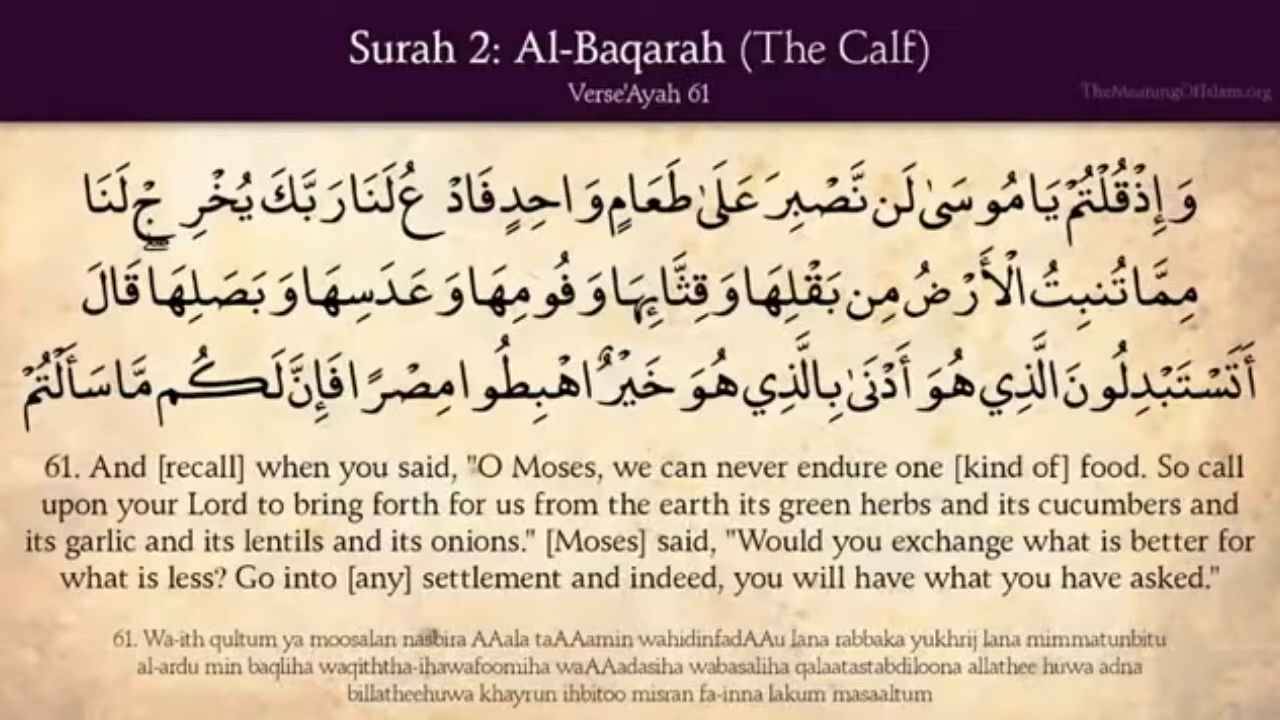 Surah 2: Al-Baqarah (The Calf)
Verse'Ayah 61
TheMeaningOfIslam.org
وَإِذْ قُلْتُمْ يَا مُوسَىٰ لَن نَّصْبِرَ عَلَىٰ طَعَامٍ وَاحِدٍ فَادْعُ لَنَا رَبَّكَ يُخْرِجْ لَنَا
مِمَّا تُنبِتُ الْأَرْضُ مِن بَقْلِهَا وَقِثَّايِٕهَا وَفُومِهَا وَعَدَسِهَا وَبَصَلِهَا ۖ قَالَ
أَتَسْتَبْدِلُونَ الَّذِي هُوَ أَدْنَىٰ بِالَّذِي هُوَ خَيْرٌ ۚ اهْبِطُوا مِصْرًا فَإِنَّ لَكُم مَّا سَأَلْتُمْ
61. And [recall] when you said, "O Moses, we can never endure one [kind of] food. So call
upon your Lord to bring forth for us from the earth its green herbs and its cucumbers and
its garlic and its lentils and its onions." [Moses] said, "Would you exchange what is better for
what is less? Go into [any] settlement and indeed, you will have what you have asked."
61. Wa-ith qultum ya moosalan nasbira AAala taAAamin wahidinfadAAu lana rabbaka yukhrij lana mimmatunbitu
al-ardu min baqliha waqiththa-ihawafoomiha waAAadasiha wabasaliha qalaatastabdiloona allathee huwa adna
billatheehuwa khayrun ihbitoo misran fa-inna lakum masaaltum